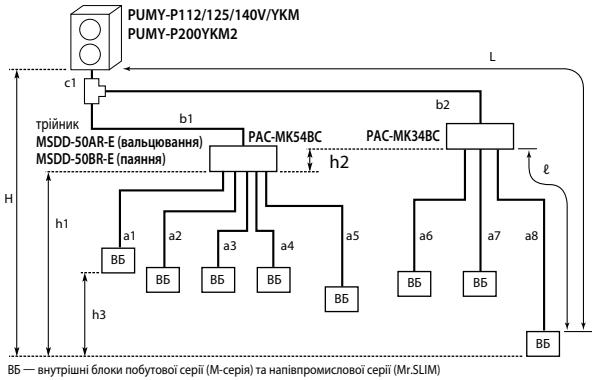 PUMY-P112/125/140V/YKM
PUMY-P200YKM2
L
c1
b1
b2
трійник
MSDD-50AR-E (вальцювання)
MSDD-50BR-E (паяння)
PAC-MK54BC
PAC-MK34BC
h2
ℓ
H
h1
a1
a2
a3
a4
a5
a6
a7
a8
ВБ
ВБ
ВБ
ВБ
ВБ
ВБ
ВБ
ВБ
h3
ВБ — внутрішні блоки побутової серії (М-серія) та напівпромислової серії (Mr.SLIM)